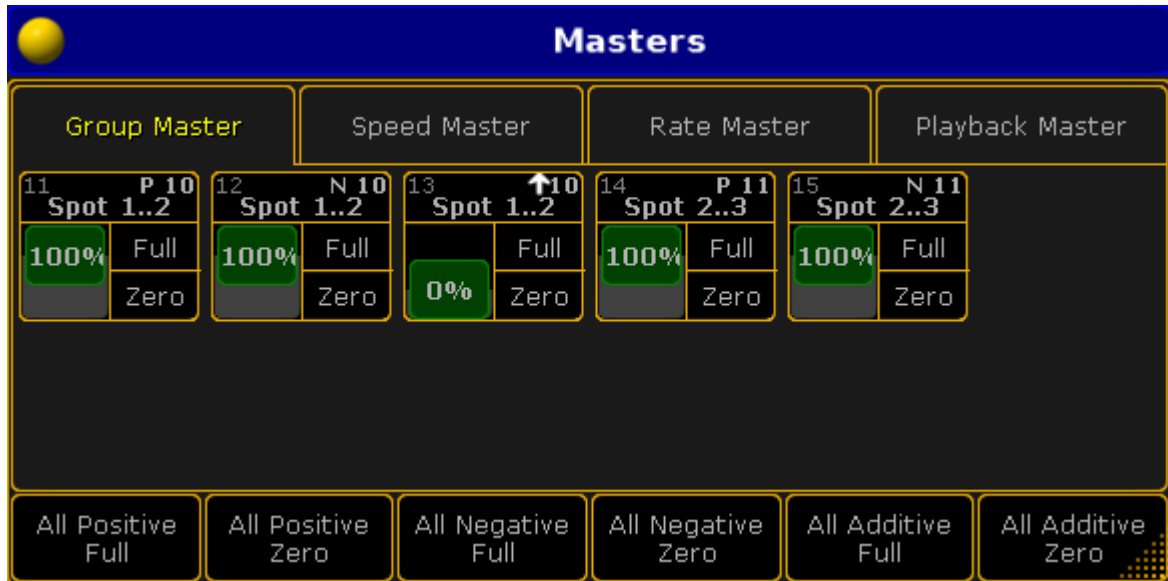 Masters
Group Master Speed Master Rate Master Playback Master
11 P 10 12 N 10 13 10 14 P 11 15 N 11
Spot 1..2 Spot 1..2 Spot 1..2 Spot 2..3 Spot 2..3
100% Full 100% Full Full 100% Full 100% Full
Zero Zero 0% Zero Zero Zero
All Positive All Positive All Negative All Negative All Additive All Additive
Full Zero Full Zero Full Zero